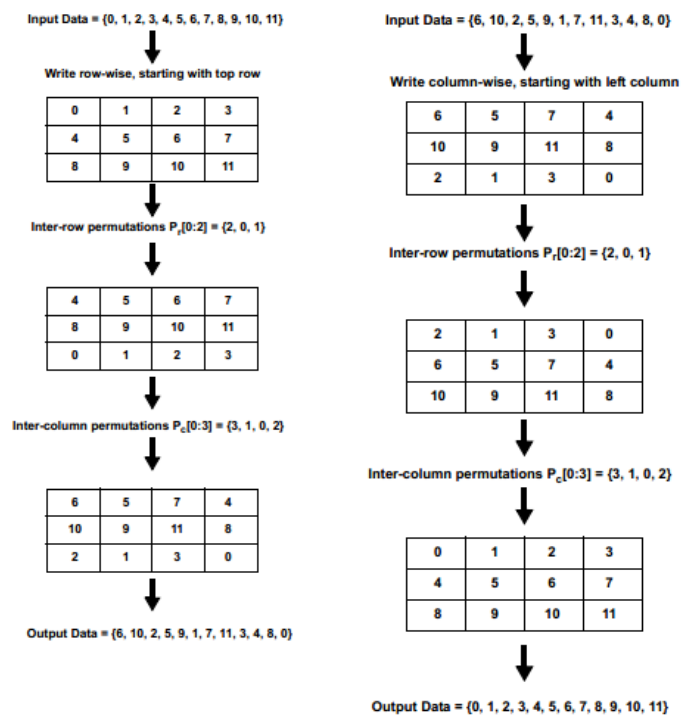 Input Data = {0, 1, 2, 3, 4, 5, 6, 7, 8, 9, 10, 11}
Write row-wise, starting with top row
0 1 2 3
4 5 6 7
8 9 10 11
Inter-row permutations Pr[0:2] = {2, 0, 1}
4 5 6 7
8 9 10 11
0 1 2 3
Inter-column permutations Pc[0:3] = {3, 1, 0, 2}
6 5 7 4
10 9 11 8
2 1 3 0
Output Data = {6, 10, 2, 5, 9, 1, 7, 11, 3, 4, 8, 0}
Input Data = {6, 10, 2, 5, 9, 1, 7, 11, 3, 4, 8, 0}
Write column-wise, starting with left column
6 5 7 4
10 9 11 8
2 1 3 0
Inter-row permutations Pr[0:2] = {2, 0, 1}
2 1 3 0
6 5 7 4
10 9 11 8
Inter-column permutations Pc[0:3] = {3, 1, 0, 2}
0 1 2 3
4 5 6 7
8 9 10 11
Output Data = {0, 1, 2, 3, 4, 5, 6, 7, 8, 9, 10, 11}